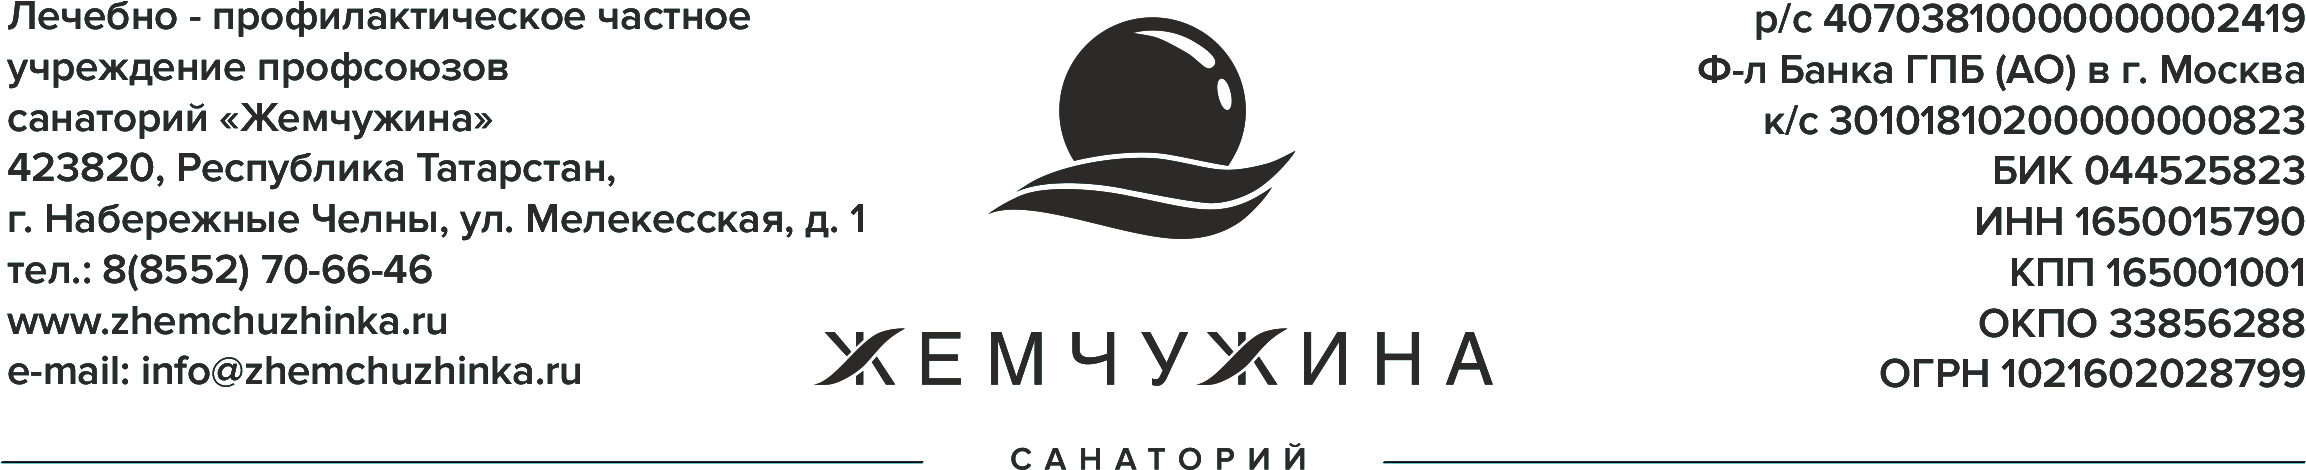 Лечебно - профилактическое частное
учреждение профсоюзов
санаторий «Жемчужина»
423820, Республика Татарстан,
г. Набережные Челны, ул. Мелекесская, д. 1
тел.: 8(8552) 70-66-46
www.zhemchuzhinka.ru
e-mail: info@zhemchuzhinka.ru
ЖЕМЧУЖИНА
САНАТОРИЙ
р/с 40703810000000002419
Ф-л Банка ГПБ (АО) в г. Москва
к/с 30101810200000000823
БИК 044525823
ИНН 1650015790
КПП 165001001
ОКПО 33856288
ОГРН 1021602028799